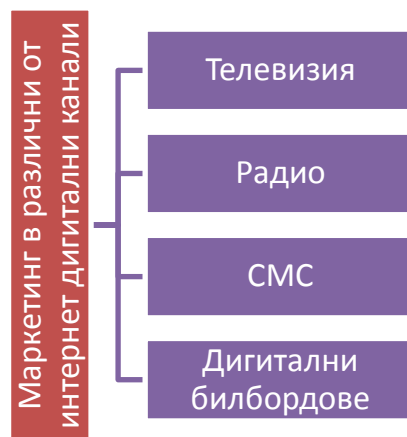 Маркетинг в различни от
интернет дигитални канали
Телевизия
Радио
СМС
Дигитални
билбордове